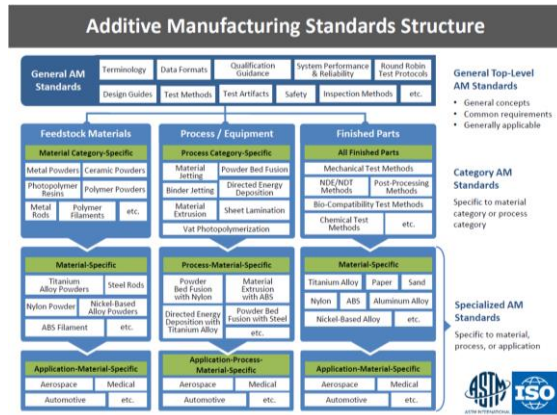 Additive Manufacturing Standards Structure
General AM
Standards
Terminology
Data Formats
Qualification
Guidance
System Performance
& Reliability
Round Robin
Test Protocols
Design Guides
Test Methods
Test Artifacts
Safety
Inspection Methods
etc.
General Top-Level
AM Standards
• General concepts
• Common requirements
• Generally applicable
Feedstock Materials
Material Category-Specific
Metal Powders
Ceramic Powders
Photopolymer
Resins
Polymer Powders
Metal
Rods
Polymer
Filaments
etc.
Process / Equipment
Process Category-Specific
Material
Jetting
Powder Bed Fusion
Binder Jetting
Directed Energy
Deposition
Material
Extrusion
Sheet Lamination
Vat Photopolymerization
Finished Parts
All Finished Parts
Mechanical Test Methods
NDE/NDT
Methods
Post-Processing
Methods
Bio-Compatibility Test Methods
Chemical Test
Methods
etc.
Category AM
Standards
Specific to material
category or process
category
Material-Specific
Titanium
Alloy Powders
Steel Rods
Nylon Powder
Nickel-Based
Alloy Powders
ABS Filament
etc.
Process-Material-Specific
Powder
Bed Fusion
with Nylon
Material
Extrusion
with ABS
Directed Energy
Deposition with
Titanium Alloy
Powder Bed
Fusion with Steel
etc.
Material-Specific
Titanium Alloy
Paper
Sand
Nylon
ABS
Aluminum Alloy
Nickel-Based Alloy
etc.
Specialized AM
Standards
Specific to material,
process, or application
Application-Material-Specific
Aerospace
Medical
Automotive
etc.
Application-Process-
Material-Specific
Aerospace
Medical
Automotive
etc.
Application-Material-Specific
Aerospace
Medical
Automotive
etc.
ASTM
ASTM INTERNATIONAL
ISO